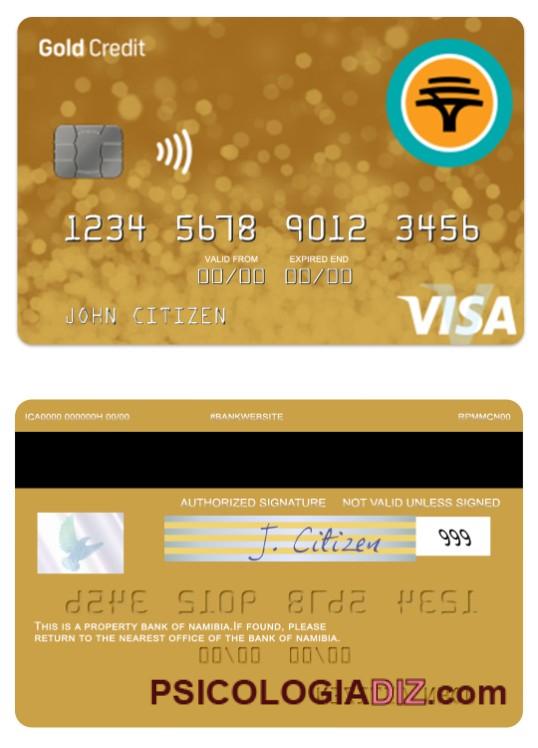 Gold Credit
1234 5678 9012 3456
VALID FROM EXPIRED END
00/00 00/00
JOHN CITIZEN
VISA
ICA0000 000000H 00/00 #BANKWEBSITE RPMMCN00
AUTHORIZED SIGNATURE NOT VALID UNLESS SIGNED
J. Citizen 999
THIS IS A PROPERTY BANK OF NAMIBIA.IF FOUND, PLEASE
RETURN TO THE NEAREST OFFICE OF THE BANK OF NAMIBIA.
00/00 00/00
PSICOLOGIADIZ.com